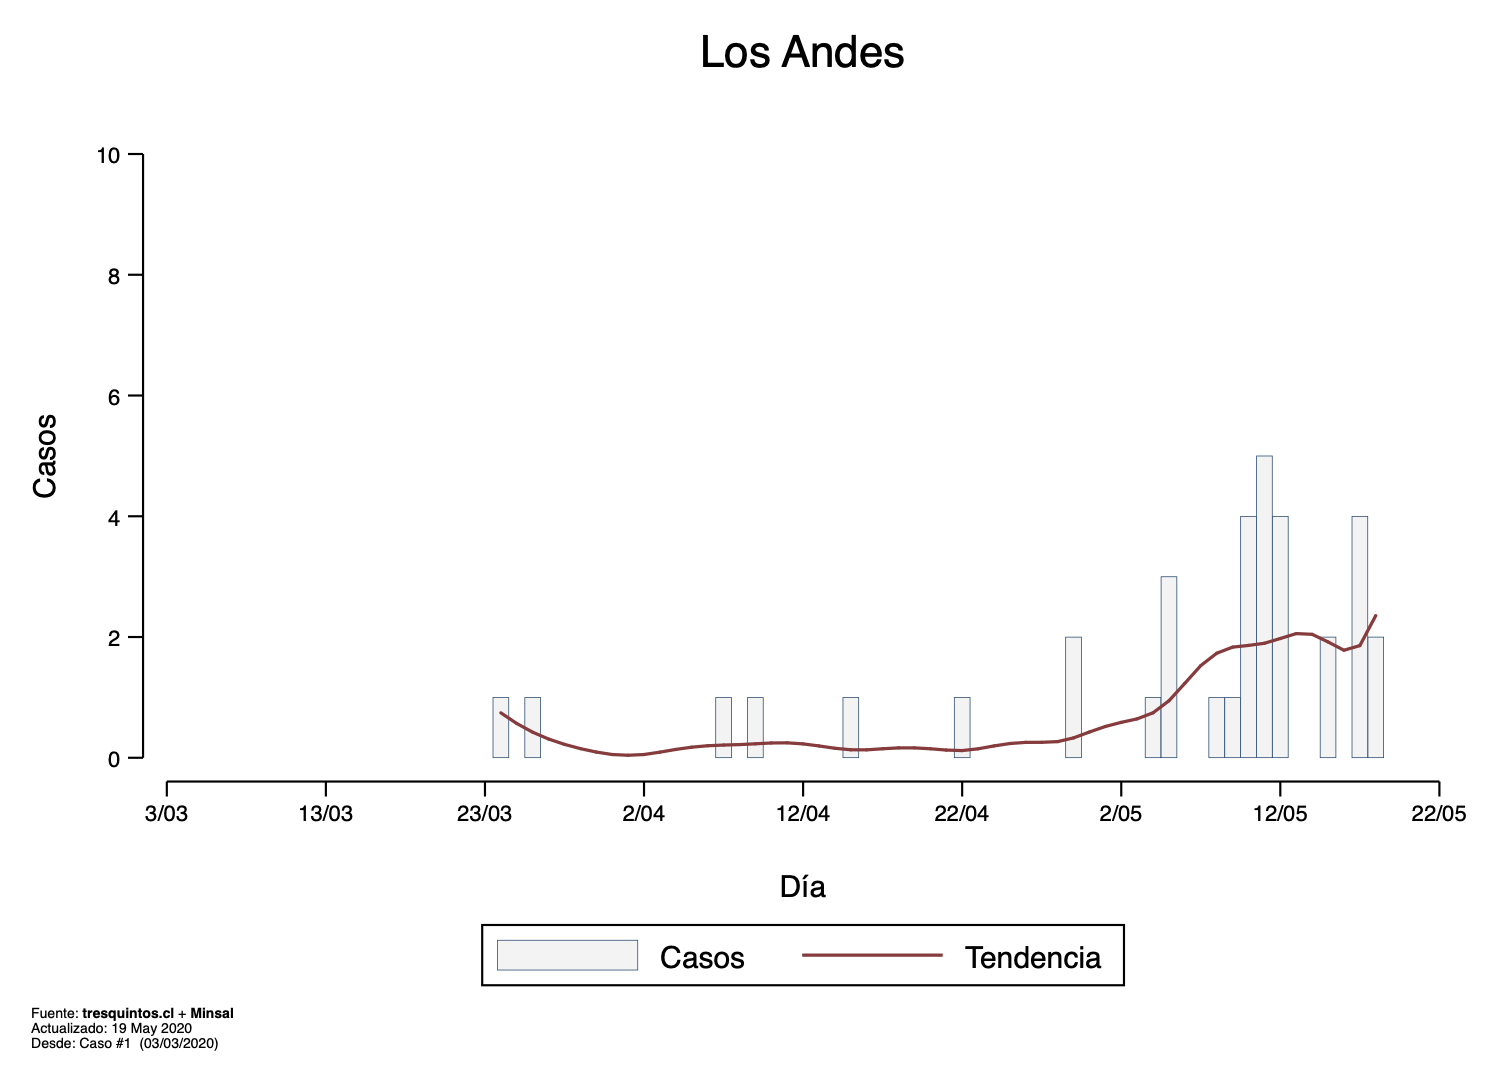 Los Andes
10
8
6
4
2
0
Casos
3/03 13/03 23/03 2/04 12/04 22/04 2/05 12/05 22/05
Día
Casos Tendencia
Fuente: tresquintos.cl + Minsal
Actualizado: 19 May 2020
Desde: Caso #1 (03/03/2020)